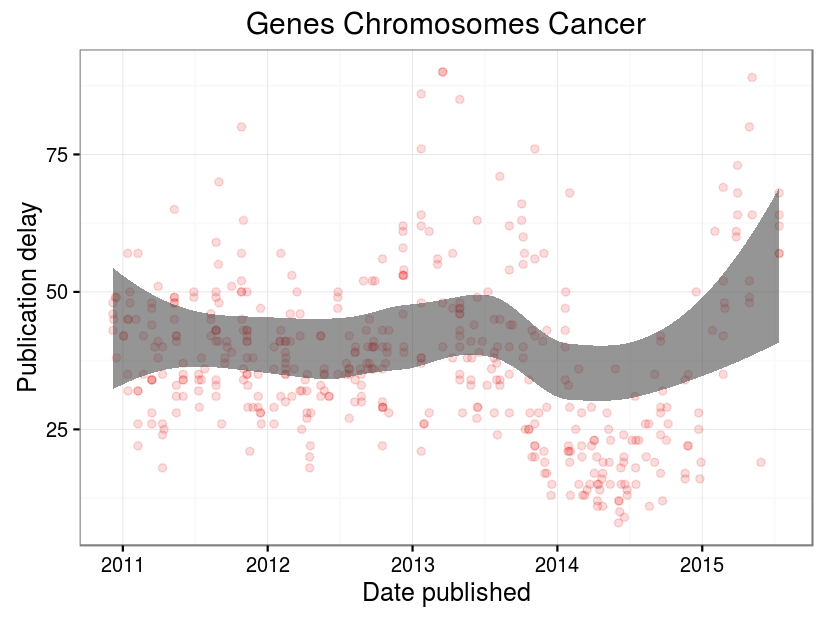 Genes Chromosomes Cancer
Publication delay
75
50
25
2011 2012 2013 2014 2015
Date published